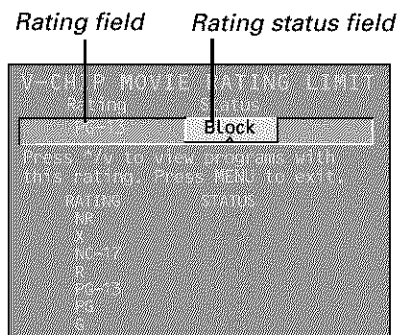 Rating field    Rating status field
V-CHIP MOVIE RATING LIMIT
Rating    Status
PG-13    Block
Press ^/v to view programs with
this rating. Press MENU to exit.
RATING    STATUS
NR
X
NC-17
R
PG-13
PG
G